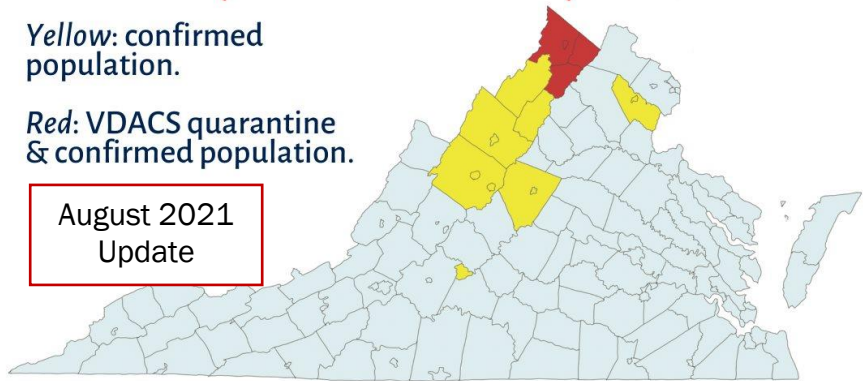 Yellow: confirmed
population.
Red: VDACS quarantine
& confirmed population.
August 2021
Update